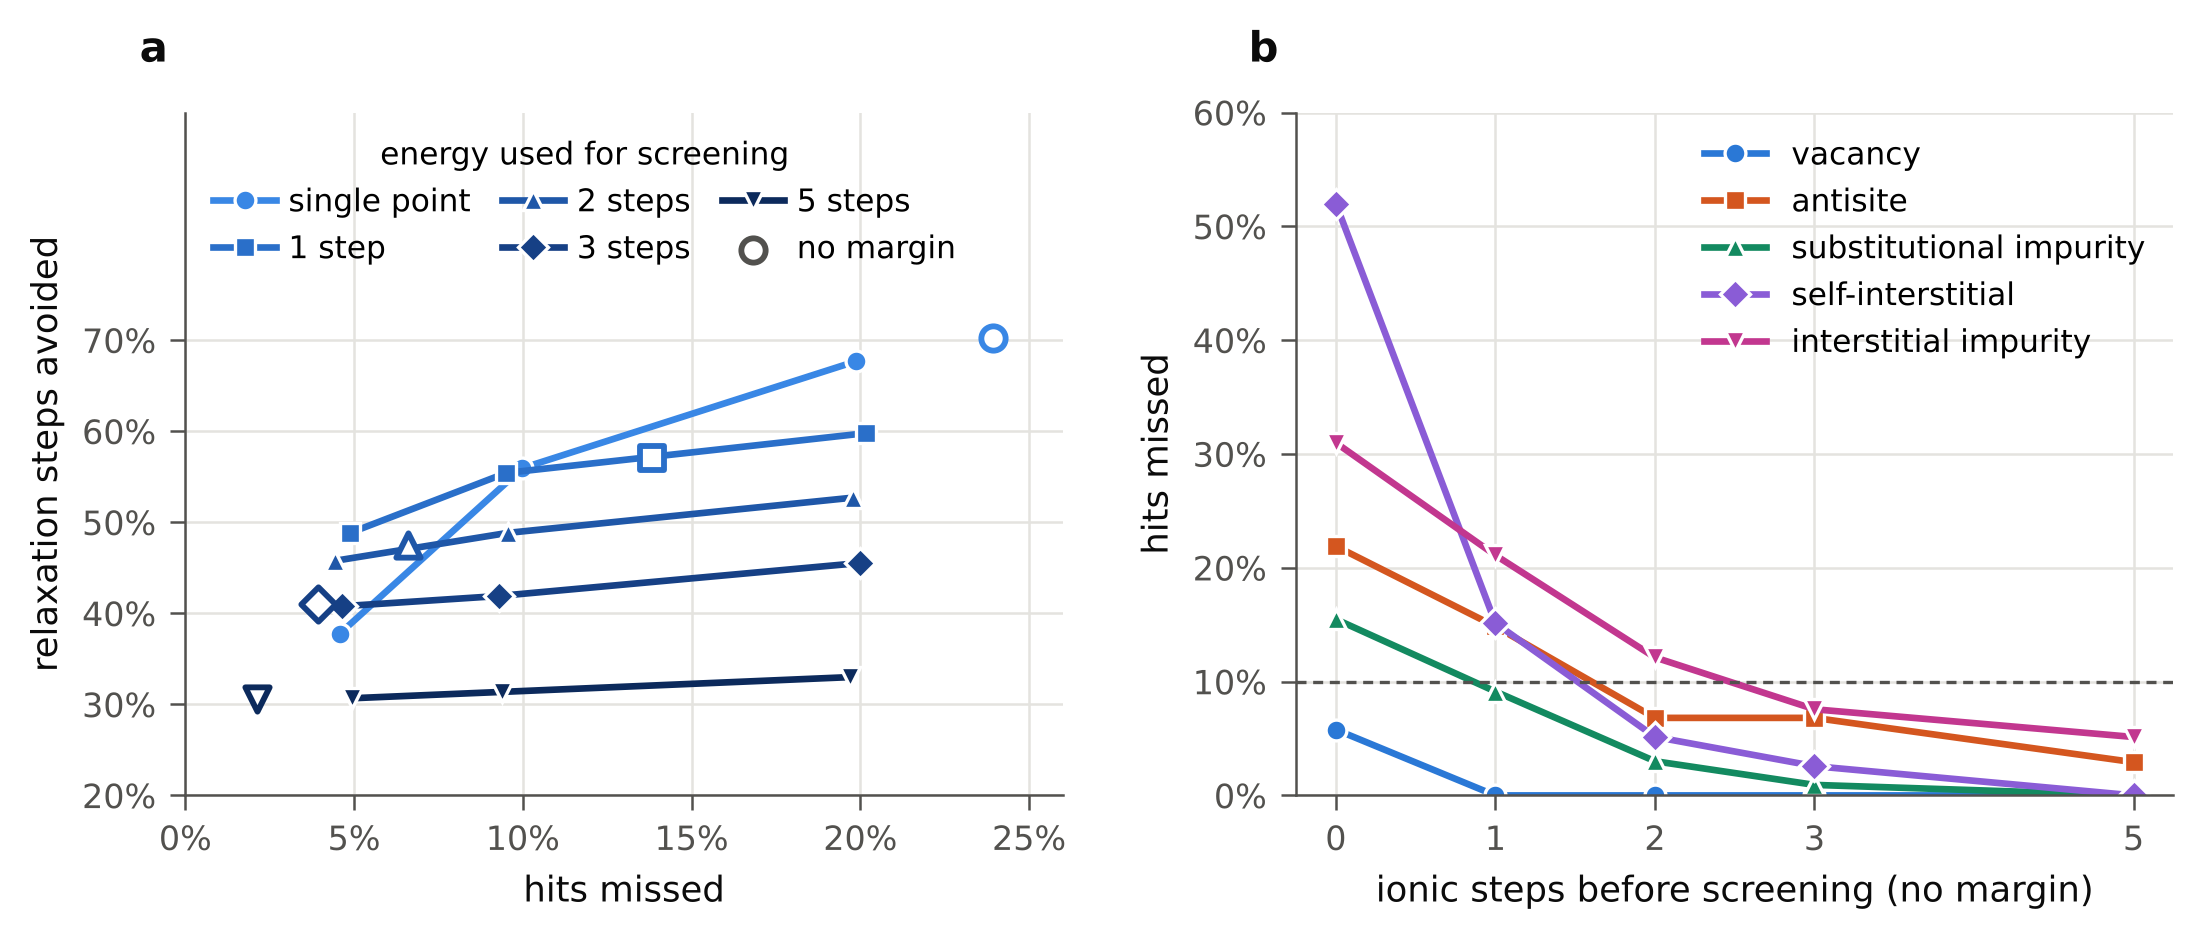 a
energy used for screening
single point
2 steps
5 steps
1 step
3 steps
no margin
relaxation steps avoided
70%
60%
50%
40%
30%
20%
0%
5%
10%
15%
20%
25%
hits missed
b
vacancy
antisite
substitutional impurity
self-interstitial
interstitial impurity
hits missed
60%
50%
40%
30%
20%
10%
0%
0
1
2
3
5
ionic steps before screening (no margin)